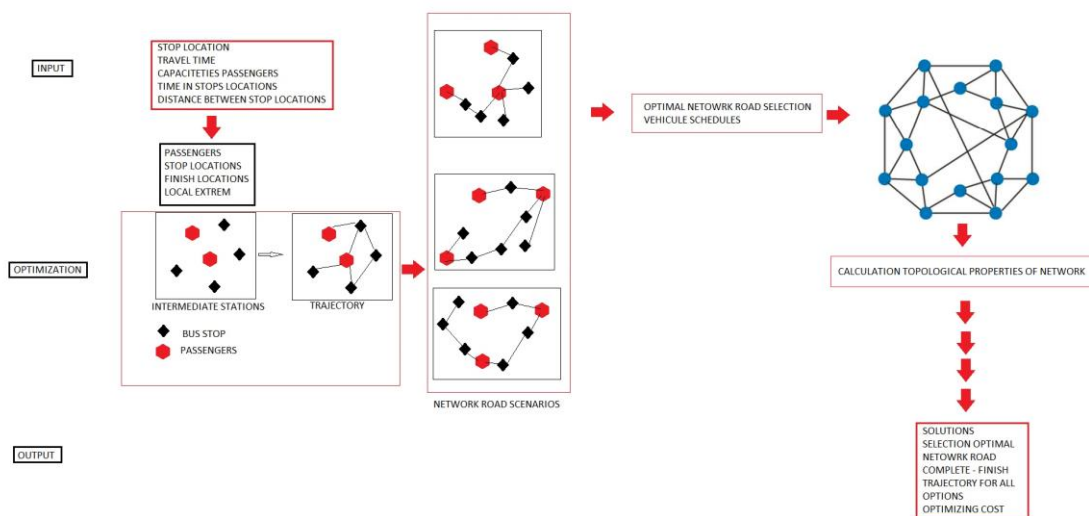 INPUT
STOP LOCATION
TRAVEL TIME
CAPACITETIES PASSENGERS
TIME IN STOPS LOCATIONS
DISTANCE BETWEEN STOP LOCATIONS
PASSENGERS
STOP LOCATIONS
FINISH LOCATIONS
LOCAL EXTREM
OPTIMIZATION
INTERMEDIATE STATIONS
TRAJECTORY
BUS STOP
PASSENGERS
NETWORK ROAD SCENARIOS
OPTIMAL NETOWRK ROAD SELECTION
VEHICULE SCHEDULES
CALCULATION TOPOLOGICAL PROPERTIES OF NETWORK
OUTPUT
SOLUTIONS
SELECTION OPTIMAL
NETOWRK ROAD
COMPLETE - FINISH
TRAJECTORY FOR ALL
OPTIONS
OPTIMIZING COST